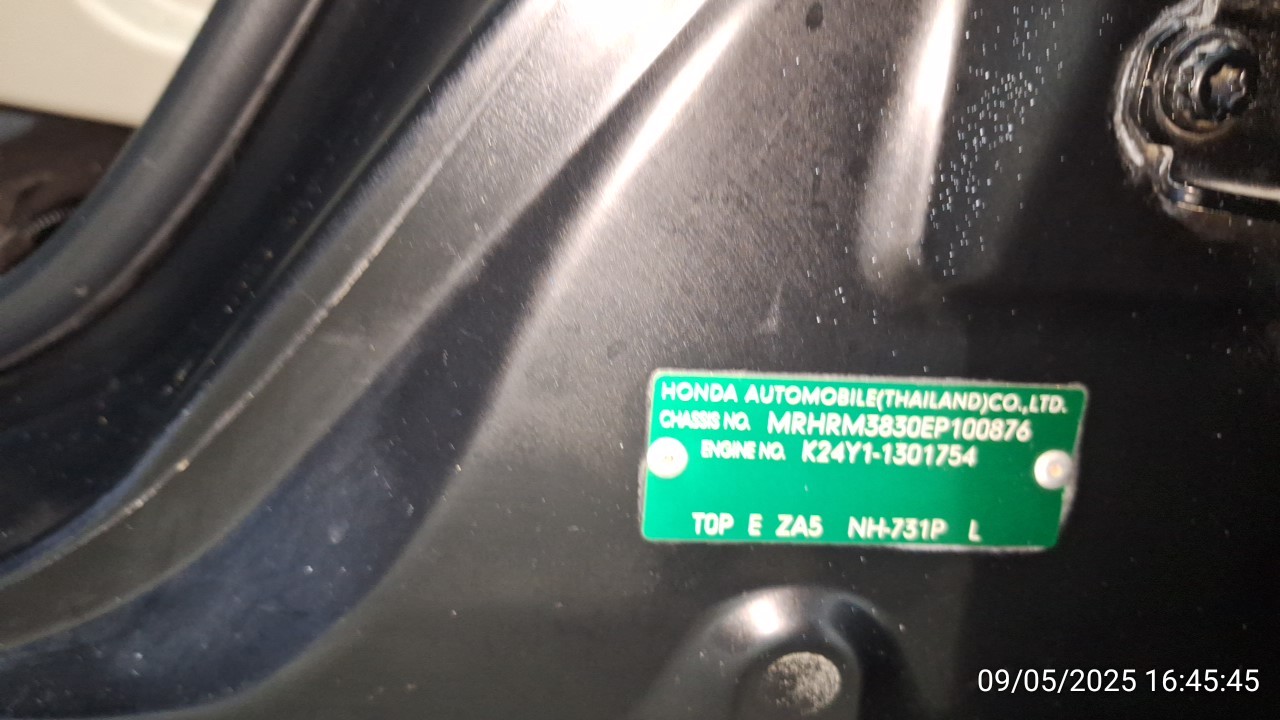 HONDA AUTOMOBILE(THAILAND)CO.,LTD.
CHASSIS NO. MRHRM3830EP100876
ENGINE NO. K24Y1-1301754
TOP E ZA5 NH-731P L
09/05/2025 16:45:45